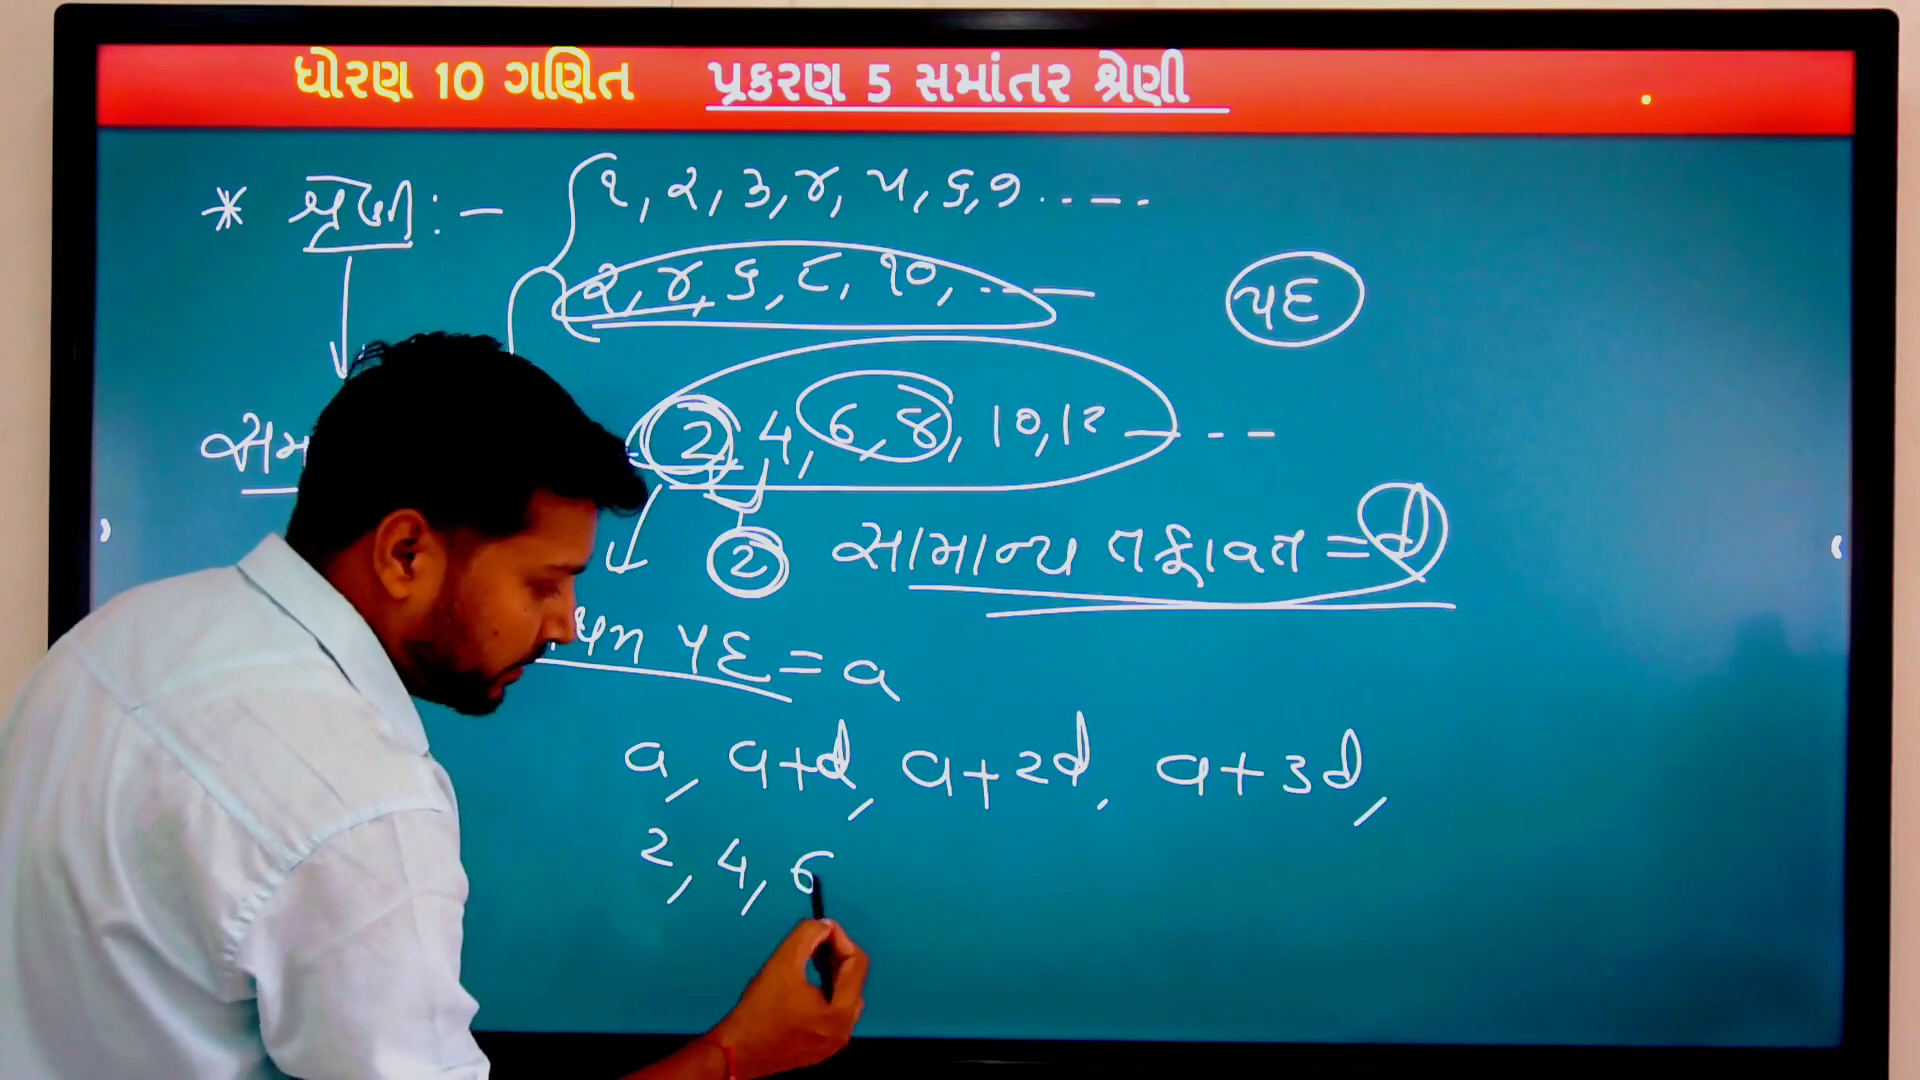 ધોરણ 10 ગણિત પ્રકરણ 5 સમાંતર શ્રેણી
* શ્રેણી :- ૧, ૨, ૩, ૪, ૫, ૬, ૭ ....
૨, ૪, ૬, ૮, ૧૦, ...
પદ
2, 4, 6, 8, 10, 12 ---
2 સામાન્ય તફાવત = d
પદ = a
a, a+d, a+2d, a+3d,
2, 4, 6